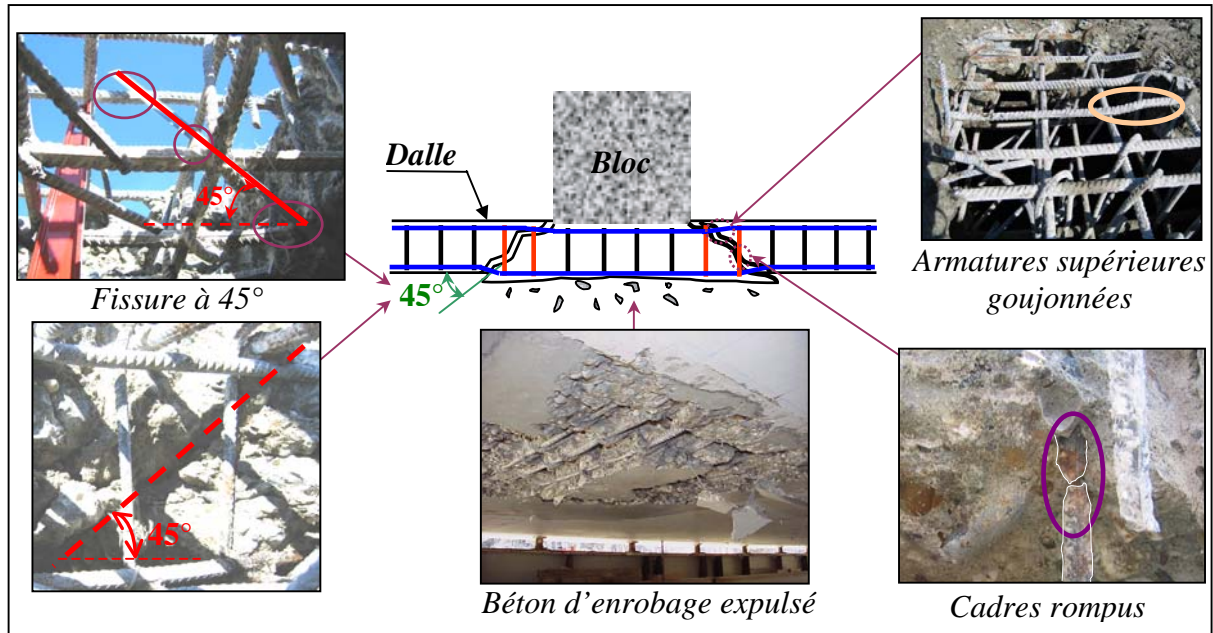 45°
Fissure à 45°
45°
Dalle
Bloc
45°
Béton d'enrobage expulsé
Armatures supérieures
goujonnées
Cadres rompus